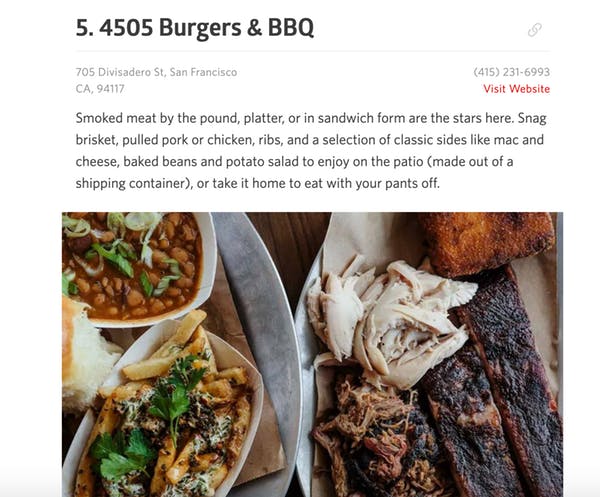 5. 4505 Burgers & BBQ
705 Divisadero St, San Francisco
CA, 94117
(415) 231-6993
Visit Website
Smoked meat by the pound, platter, or in sandwich form are the stars here. Snag
brisket, pulled pork or chicken, ribs, and a selection of classic sides like mac and
cheese, baked beans and potato salad to enjoy on the patio (made out of a
shipping container), or take it home to eat with your pants off.